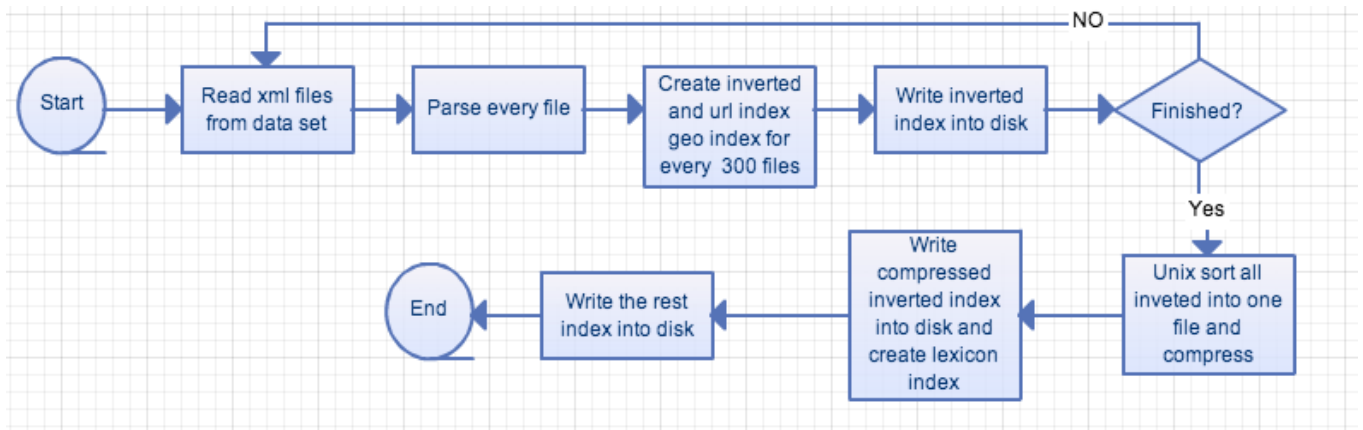 NO
Start
Read xml files
from data set
Parse every file
Create inverted
and url index
geo index for
every 300 files
Write inverted
index into disk
Finished?
Yes
Unix sort all
inveted into one
file and
compress
Write
compressed
inverted index
into disk and
create lexicon
index
Write the rest
index into disk
End